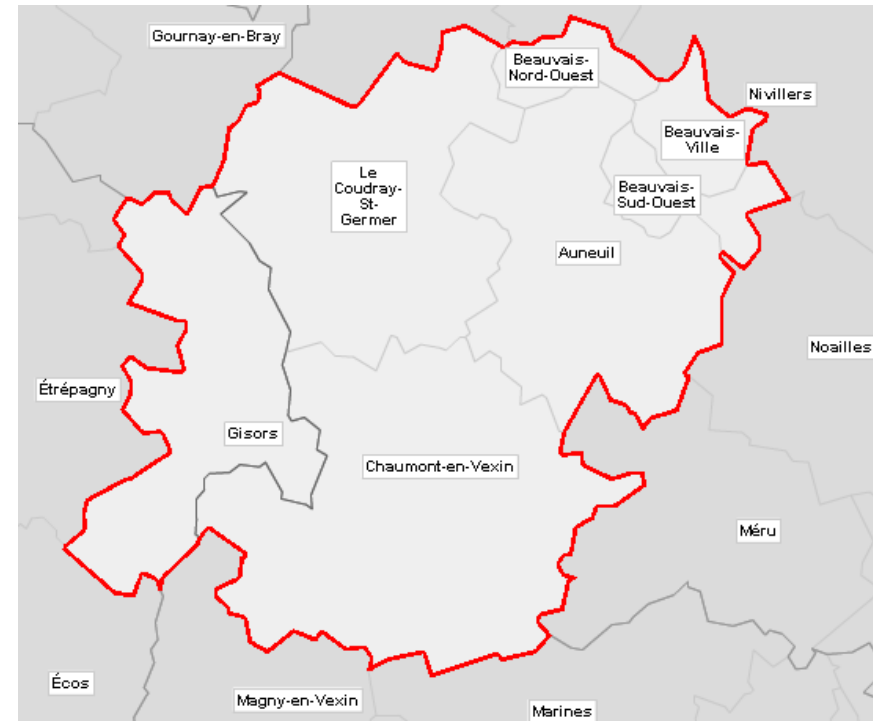 Gournay-en-Bray
Beauvais-
Nord-Ouest
Nivillers
Beauvais-
Ville
Le
Coudray-
St-
Germer
Beauvais-
Sud-Ouest
Auneuil
Noailles
Étrépagny
Gisors
Chaumont-en-Vexin
Méru
Écos
Magny-en-Vexin
Marines